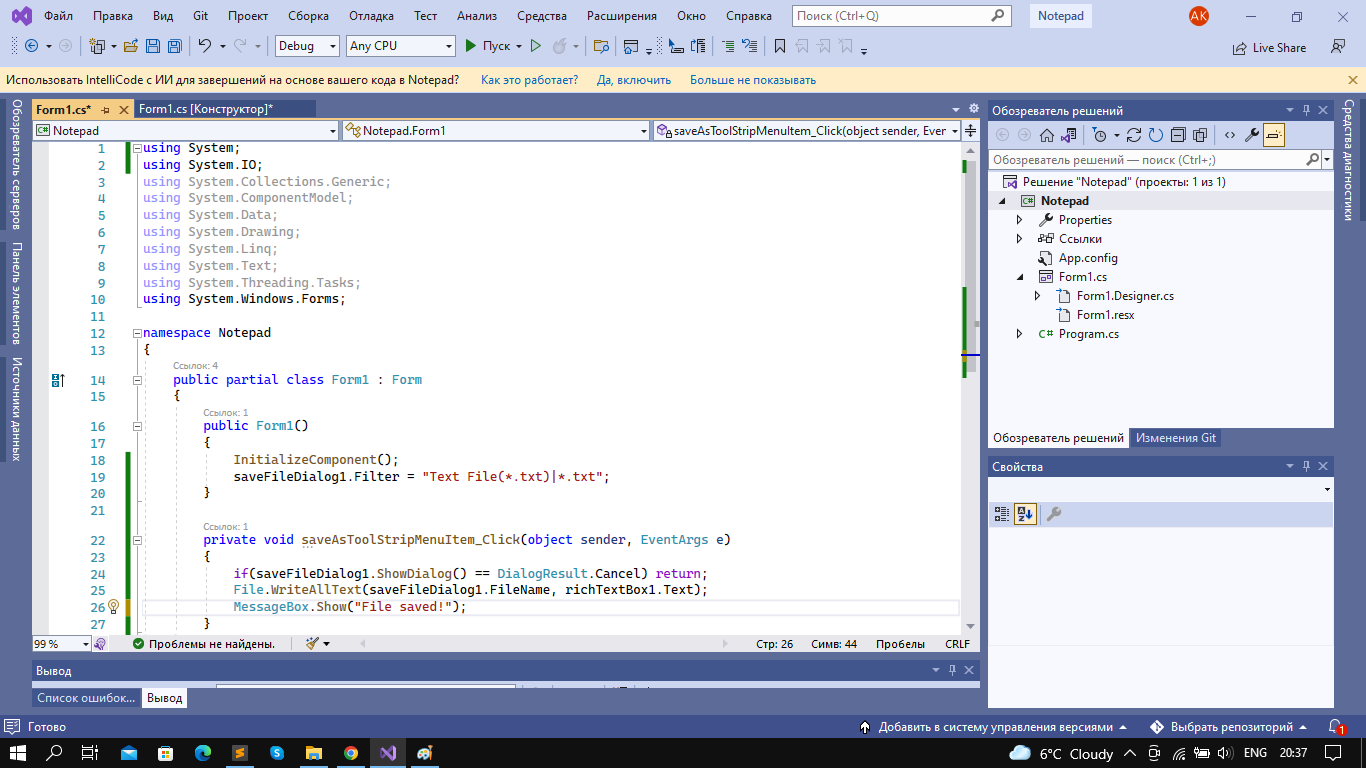 Файл Правка Вид Git Проект Сборка Отладка Тест Анализ Средства Расширения Окно Справка Поиск (Ctrl+Q) Notepad AK
Debug Any CPU Пуск Live Share
Использовать IntelliCode с ИИ для завершений на основе вашего кода в Notepad? Как это работает? Да, включить Больше не показывать
Обозреватель серверов
Панель элементов
Источники данных
Form1.cs* Form1.cs [Конструктор]*
Notepad Notepad.Form1 saveAsToolStripMenuItem_Click(object sender, Ever
1 using System;
2 using System.IO;
3 using System.Collections.Generic;
4 using System.ComponentModel;
5 using System.Data;
6 using System.Drawing;
7 using System.Linq;
8 using System.Text;
9 using System.Threading.Tasks;
10 using System.Windows.Forms;
11
12 namespace Notepad
13 {
Ссылок: 4
14 public partial class Form1 : Form
15 {
Ссылок: 1
16 public Form1()
17 {
18 InitializeComponent();
19 saveFileDialog1.Filter = "Text File(*.txt)|*.txt";
20 }
21
Ссылок: 1
22 private void saveAsToolStripMenuItem_Click(object sender, EventArgs e)
23 {
24 if(saveFileDialog1.ShowDialog() == DialogResult.Cancel) return;
25 File.WriteAllText(saveFileDialog1.FileName, richTextBox1.Text);
26 MessageBox.Show("File saved!");
27 }
99 % Проблемы не найдены. Стр: 26 Симв: 44 Пробелы CRLF
Вывод
Список ошибок... Вывод
Обозреватель решений
Обозреватель решений — поиск (Ctrl+;)
Решение "Notepad" (проекты: 1 из 1)
C# Notepad
Properties
Ссылки
App.config
Form1.cs
Form1.Designer.cs
Form1.resx
C# Program.cs
Обозреватель решений Изменения Git
Свойства
Средства диагностики
Готово Добавить в систему управления версиями Выбрать репозиторий 1
6°C Cloudy ENG 20:37